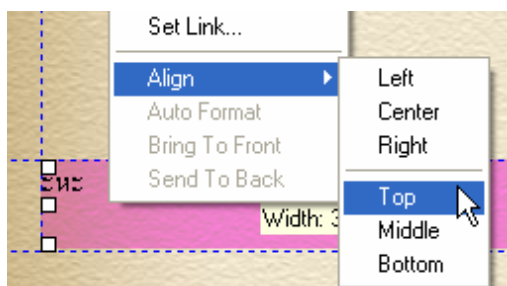 Set Link...
Align
Auto Format
Bring To Front
Send To Back
Left
Center
Right
Top
Middle
Bottom
Width: 3